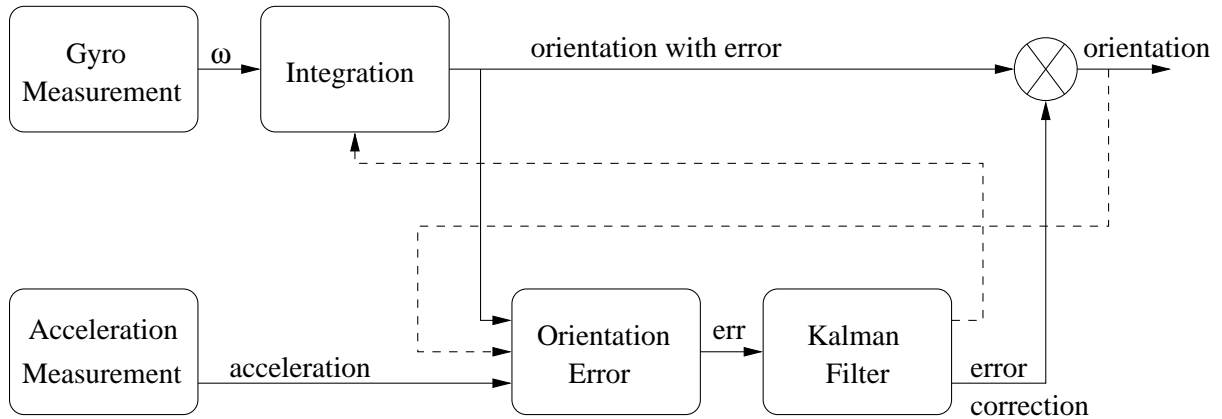 Gyro
Measurement
ω
Integration
orientation with error
orientation
Acceleration
Measurement
acceleration
Orientation
Error
err
Kalman
Filter
error
correction